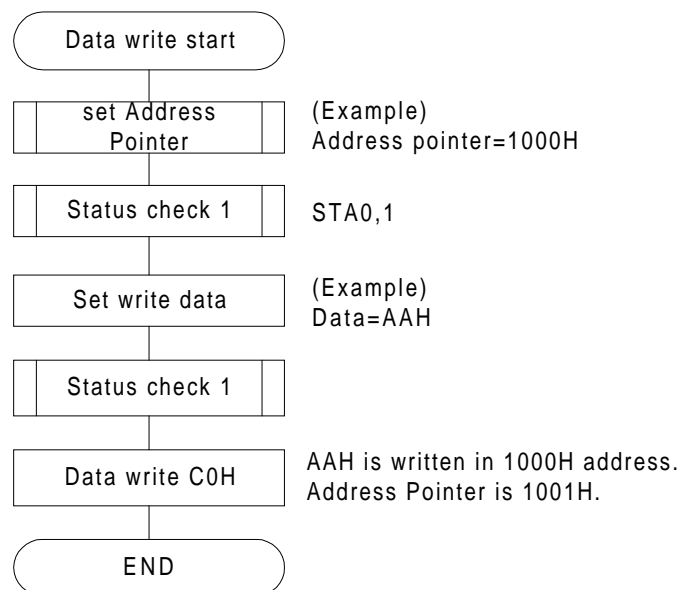 Data write start
set Address
Pointer
(Example)
Address pointer=1000H
Status check 1
STA0,1
Set write data
(Example)
Data=AAH
Status check 1
Data write C0H
AAH is written in 1000H address.
Address Pointer is 1001H.
END